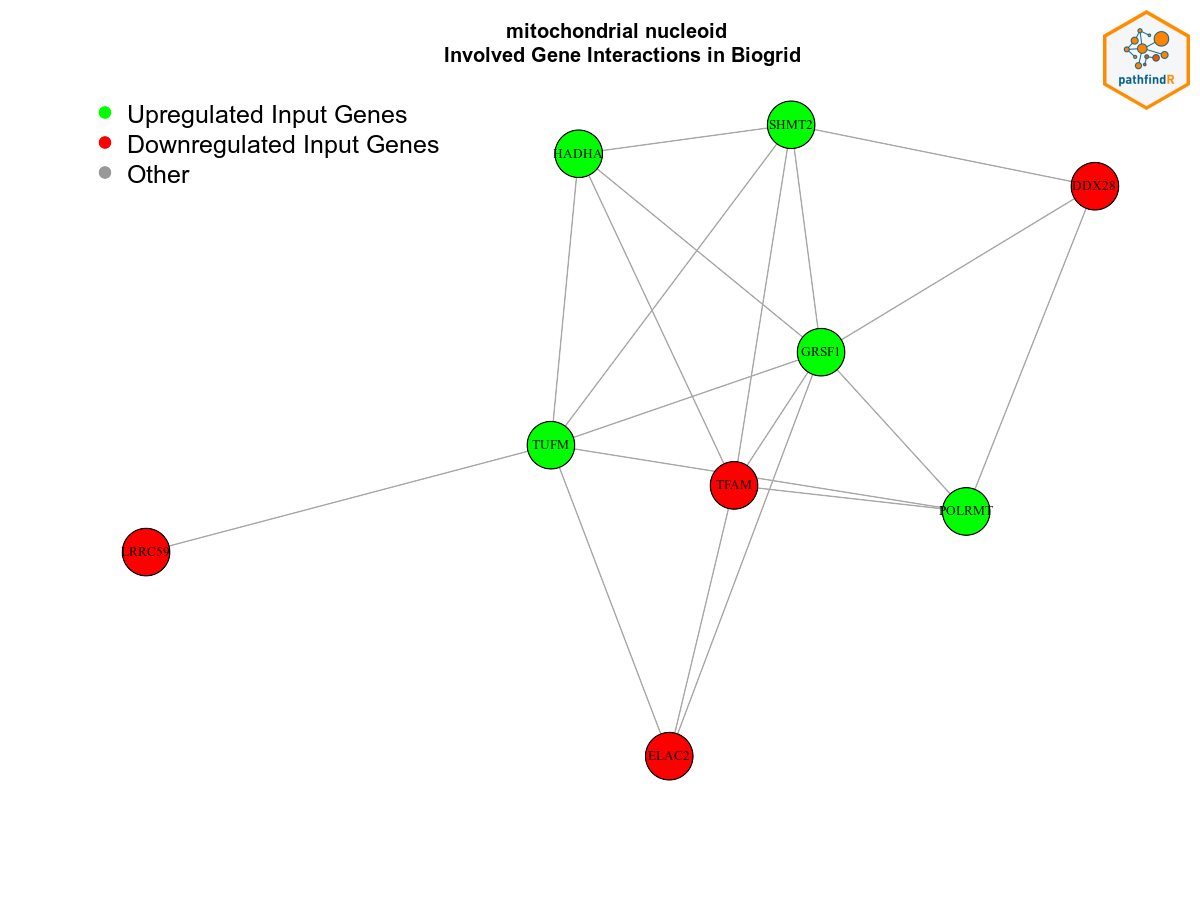 mitochondrial nucleoid
Involved Gene Interactions in Biogrid
pathfindR
Upregulated Input Genes
Downregulated Input Genes
Other
SHMT2
HADHA
DDX28
GRSF1
TUFM
TFAM
POLRMT
LRRC59
ELAC2